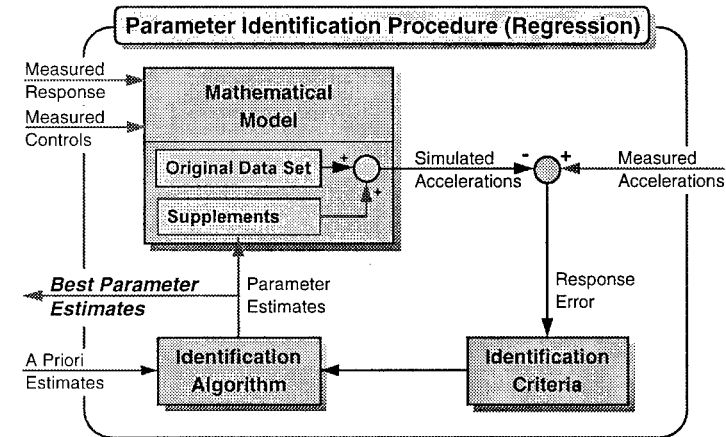 Parameter Identification Procedure (Regression)
Measured
Response
Measured
Controls
Mathematical
Model
Original Data Set
+
+
Supplements
Simulated
Accelerations
-
+
Measured
Accelerations
Best Parameter
Estimates
Parameter
Estimates
Response
Error
A Priori
Estimates
Identification
Algorithm
Identification
Criteria